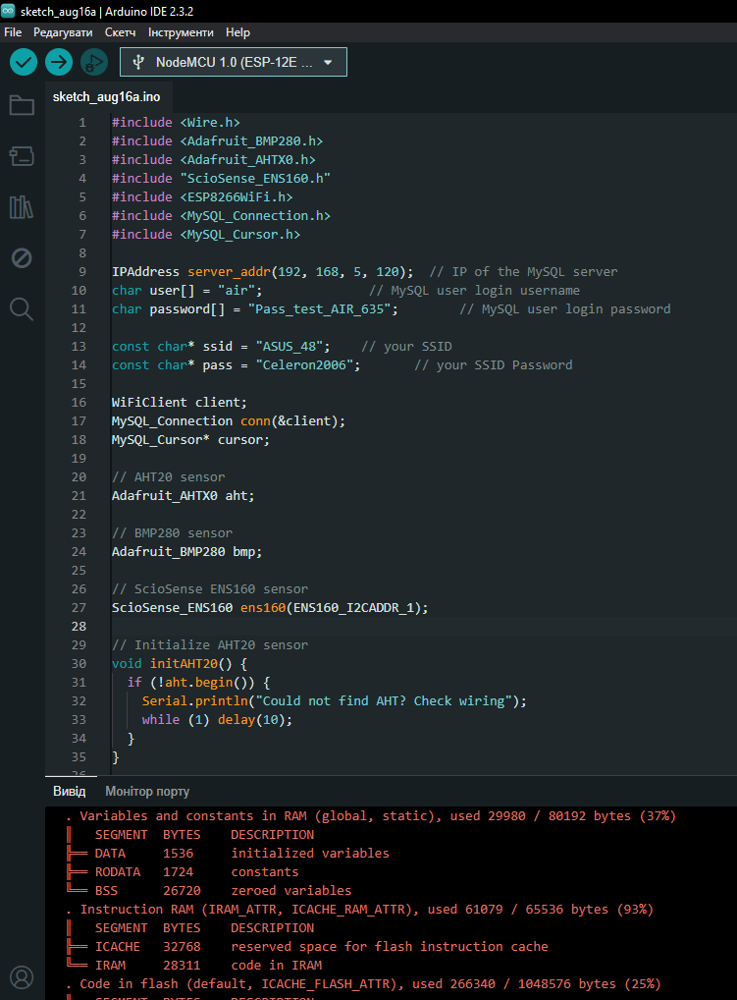 sketch_aug16a | Arduino IDE 2.3.2
File Редагувати Скетч Інструменти Help
NodeMCU 1.0 (ESP-12E ...
sketch_aug16a.ino
1 #include <Wire.h>
2 #include <Adafruit_BMP280.h>
3 #include <Adafruit_AHTX0.h>
4 #include "ScioSense_ENS160.h"
5 #include <ESP8266WiFi.h>
6 #include <MySQL_Connection.h>
7 #include <MySQL_Cursor.h>
8
9 IPAddress server_addr(192, 168, 5, 120);  // IP of the MySQL server
10 char user[] = "air";              // MySQL user login username
11 char password[] = "Pass_test_AIR_635";        // MySQL user login password
12
13 const char* ssid = "ASUS_48";    // your SSID
14 const char* pass = "Celeron2006";       // your SSID Password
15
16 WiFiClient client;
17 MySQL_Connection conn(&client);
18 MySQL_Cursor* cursor;
19
20 // AHT20 sensor
21 Adafruit_AHTX0 aht;
22
23 // BMP280 sensor
24 Adafruit_BMP280 bmp;
25
26 // ScioSense ENS160 sensor
27 ScioSense_ENS160 ens160(ENS160_I2CADDR_1);
28
29 // Initialize AHT20 sensor
30 void initAHT20() {
31   if (!aht.begin()) {
32     Serial.println("Could not find AHT? Check wiring");
33     while (1) delay(10);
34   }
35 }
Вивід Монітор порту
. Variables and constants in RAM (global, static), used 29980 / 80192 bytes (37%)
║   SEGMENT  BYTES    DESCRIPTION
╠══ DATA     1536     initialized variables
╠══ RODATA   1724     constants
╚══ BSS      26720    zeroed variables
. Instruction RAM (IRAM_ATTR, ICACHE_RAM_ATTR), used 61079 / 65536 bytes (93%)
║   SEGMENT  BYTES    DESCRIPTION
╠══ ICACHE   32768    reserved space for flash instruction cache
╚══ IRAM     28311    code in IRAM
. Code in flash (default, ICACHE_FLASH_ATTR), used 266340 / 1048576 bytes (25%)
║   SEGMENT  BYTES    DESCRIPTION